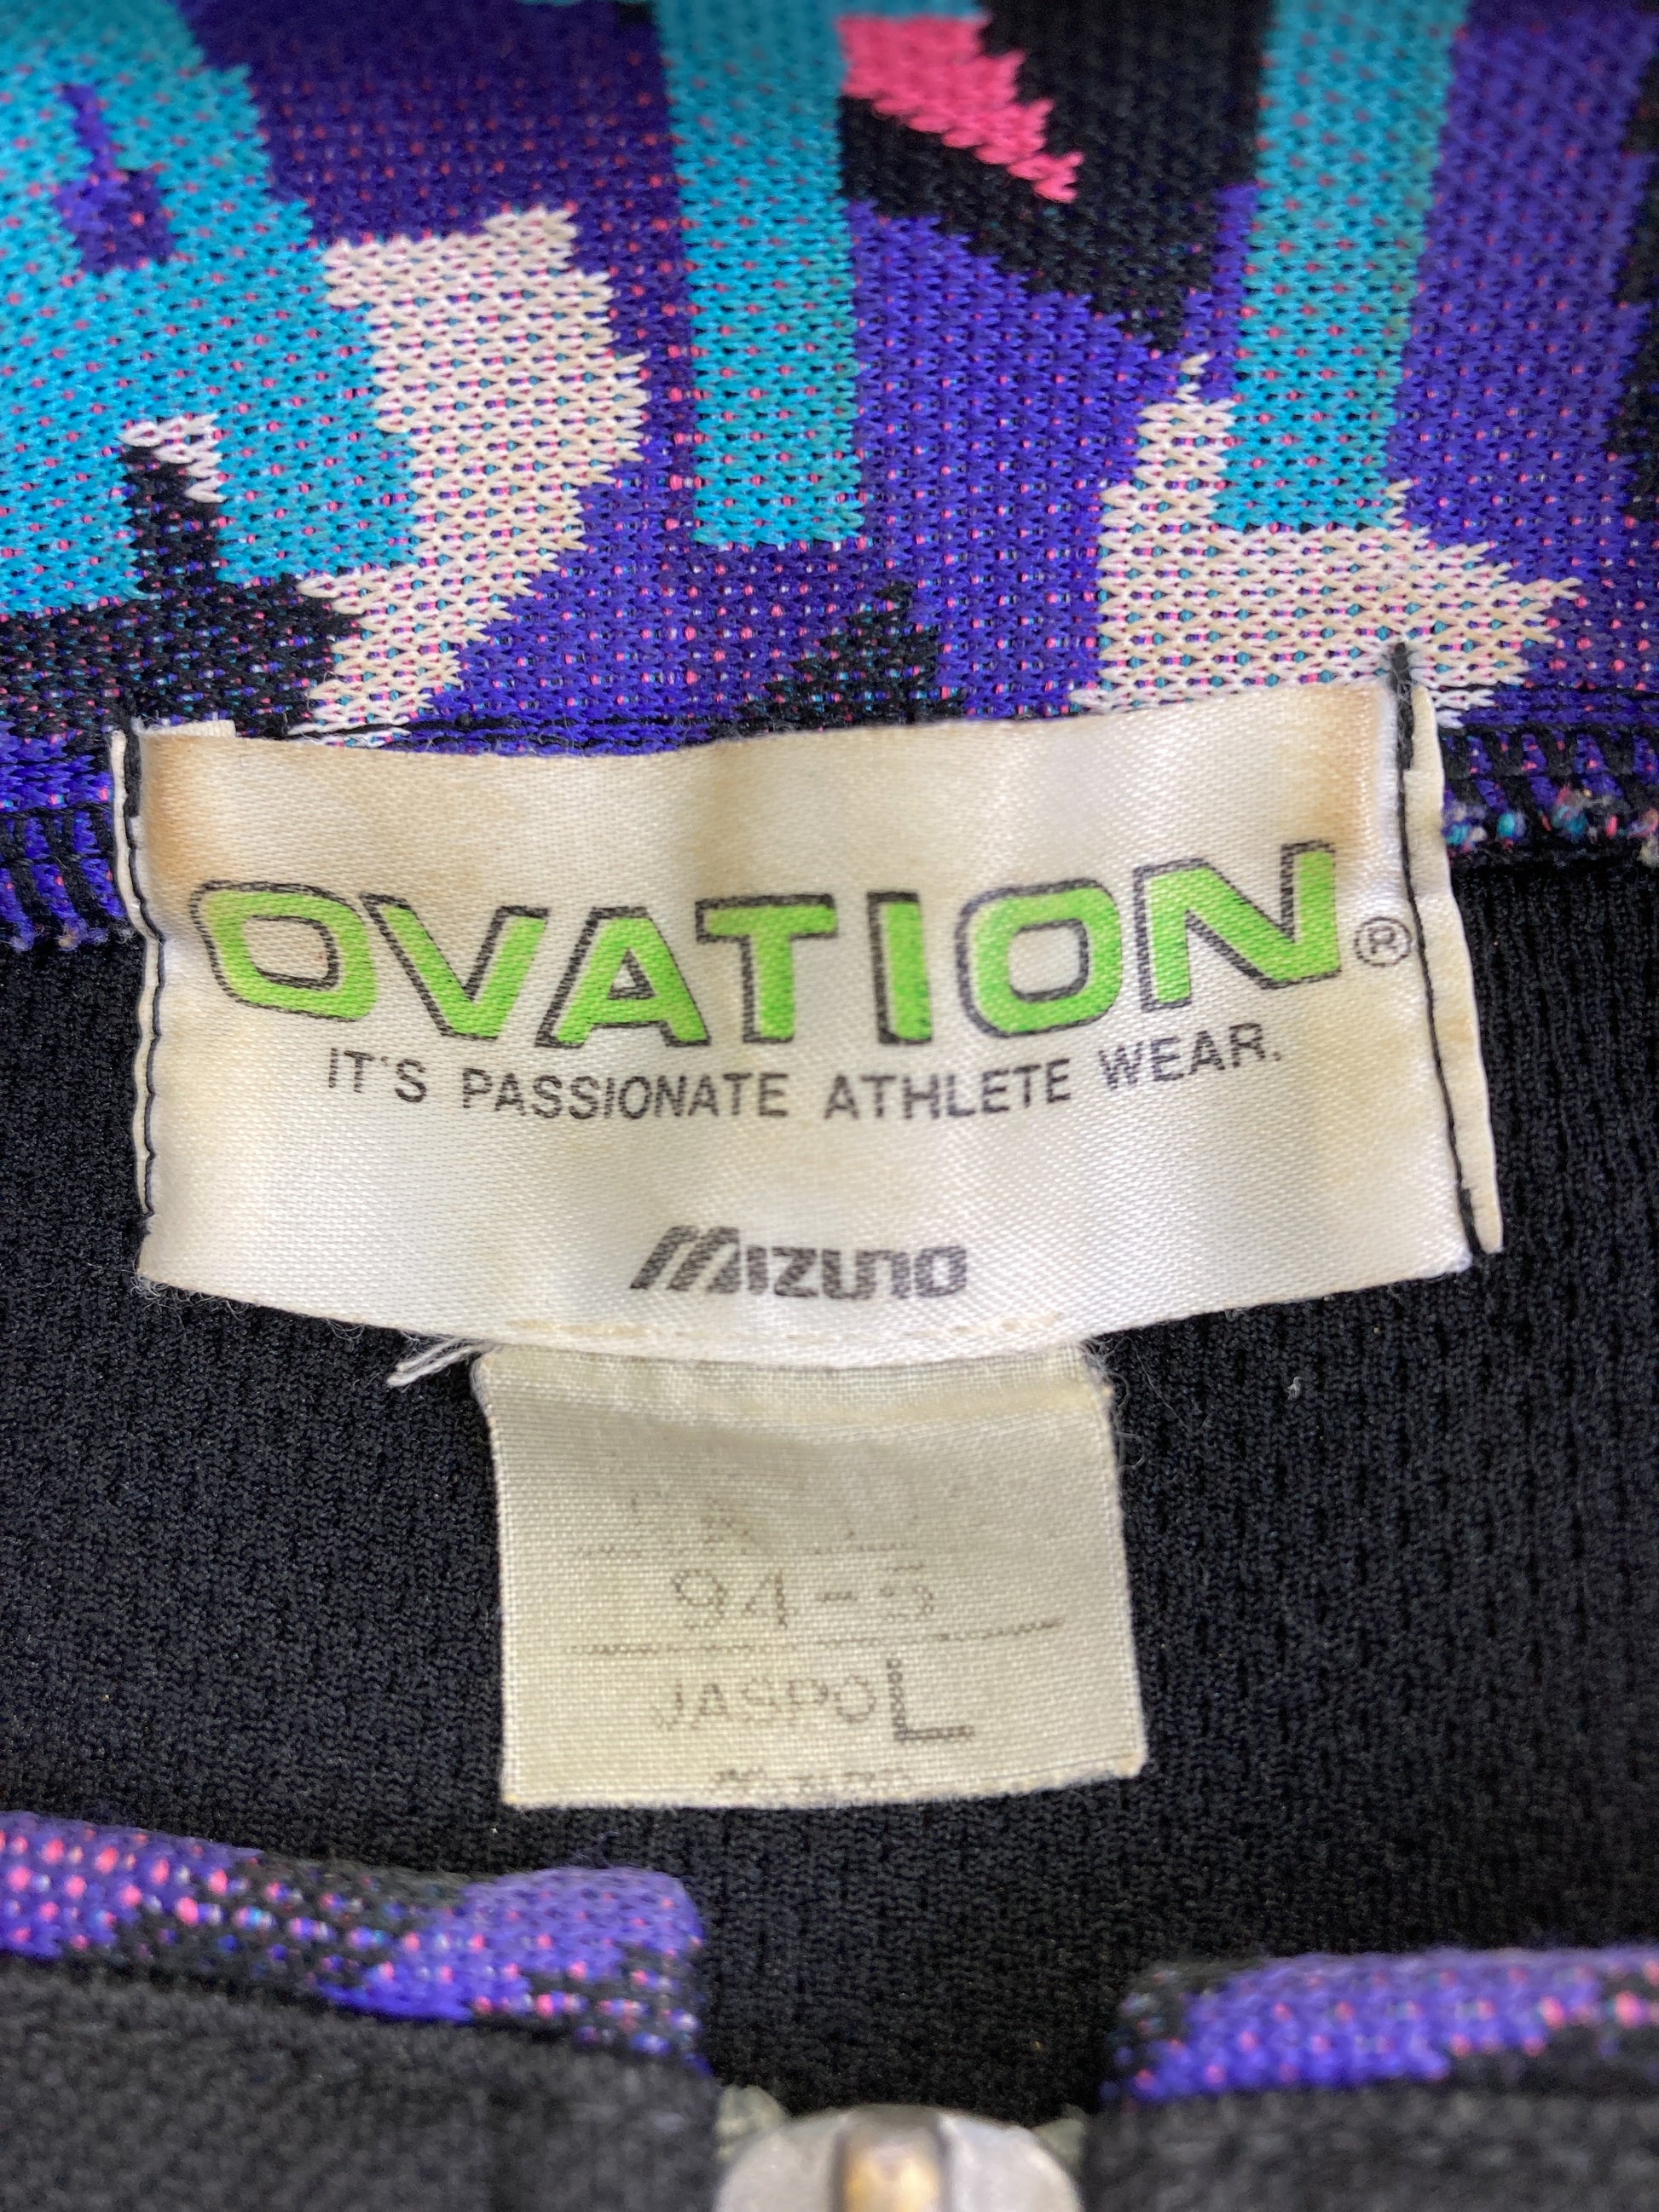 OVATION®
IT'S PASSIONATE ATHLETE WEAR.
MIZUNO
94-5
JASPO L